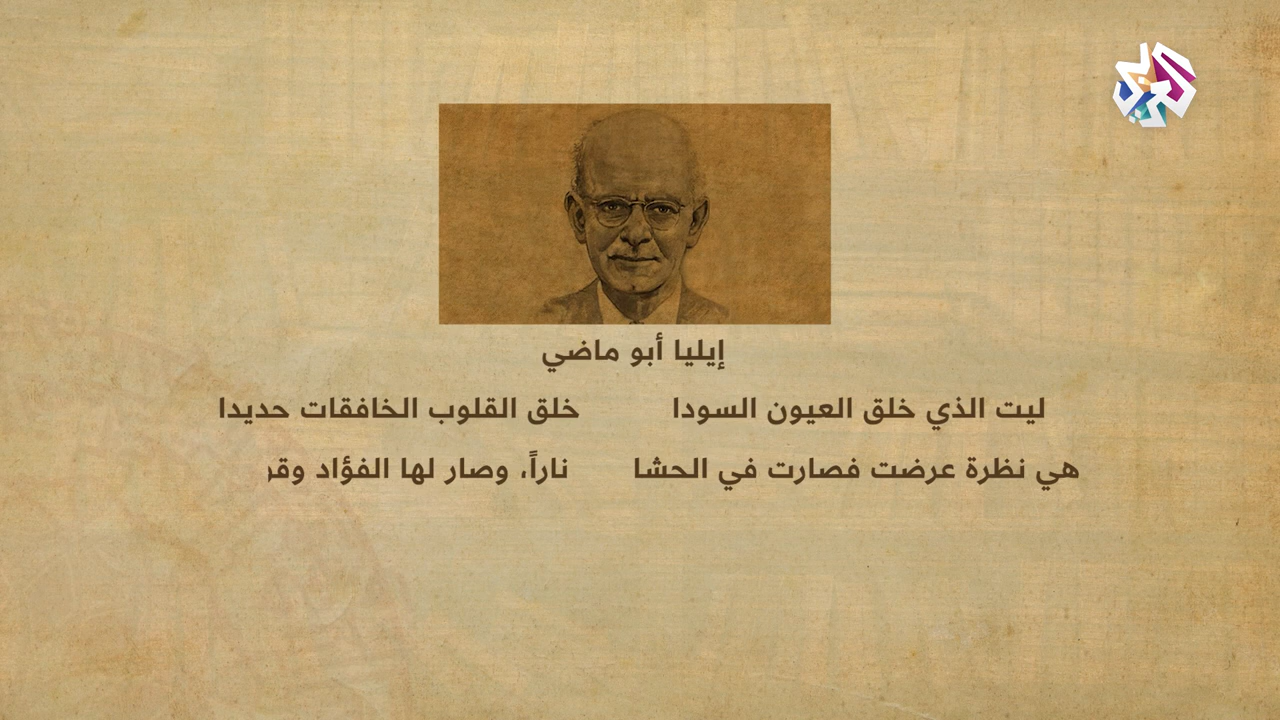 إيليا أبو ماضي
ليت الذي خلق العيون السودا خلق القلوب الخافقات حديدا
هي نظرة عرضت فصارت في الحشا ناراً، وصار لها الفؤاد